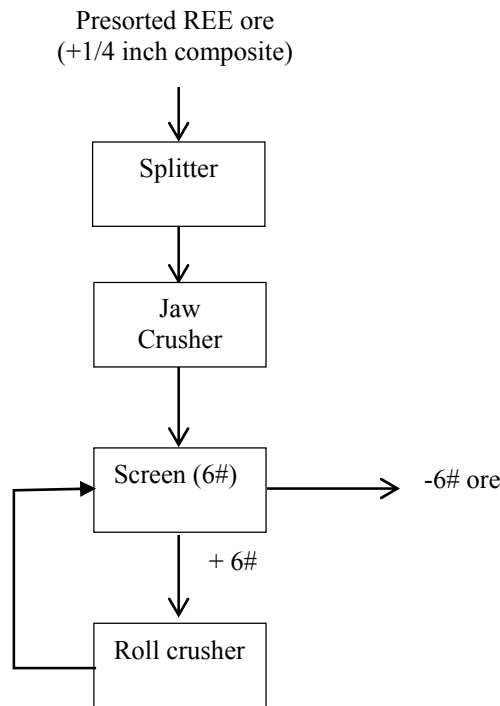 Presorted REE ore
(+1/4 inch composite)
Splitter
Jaw
Crusher
Screen (6#)
-6# ore
+ 6#
Roll crusher